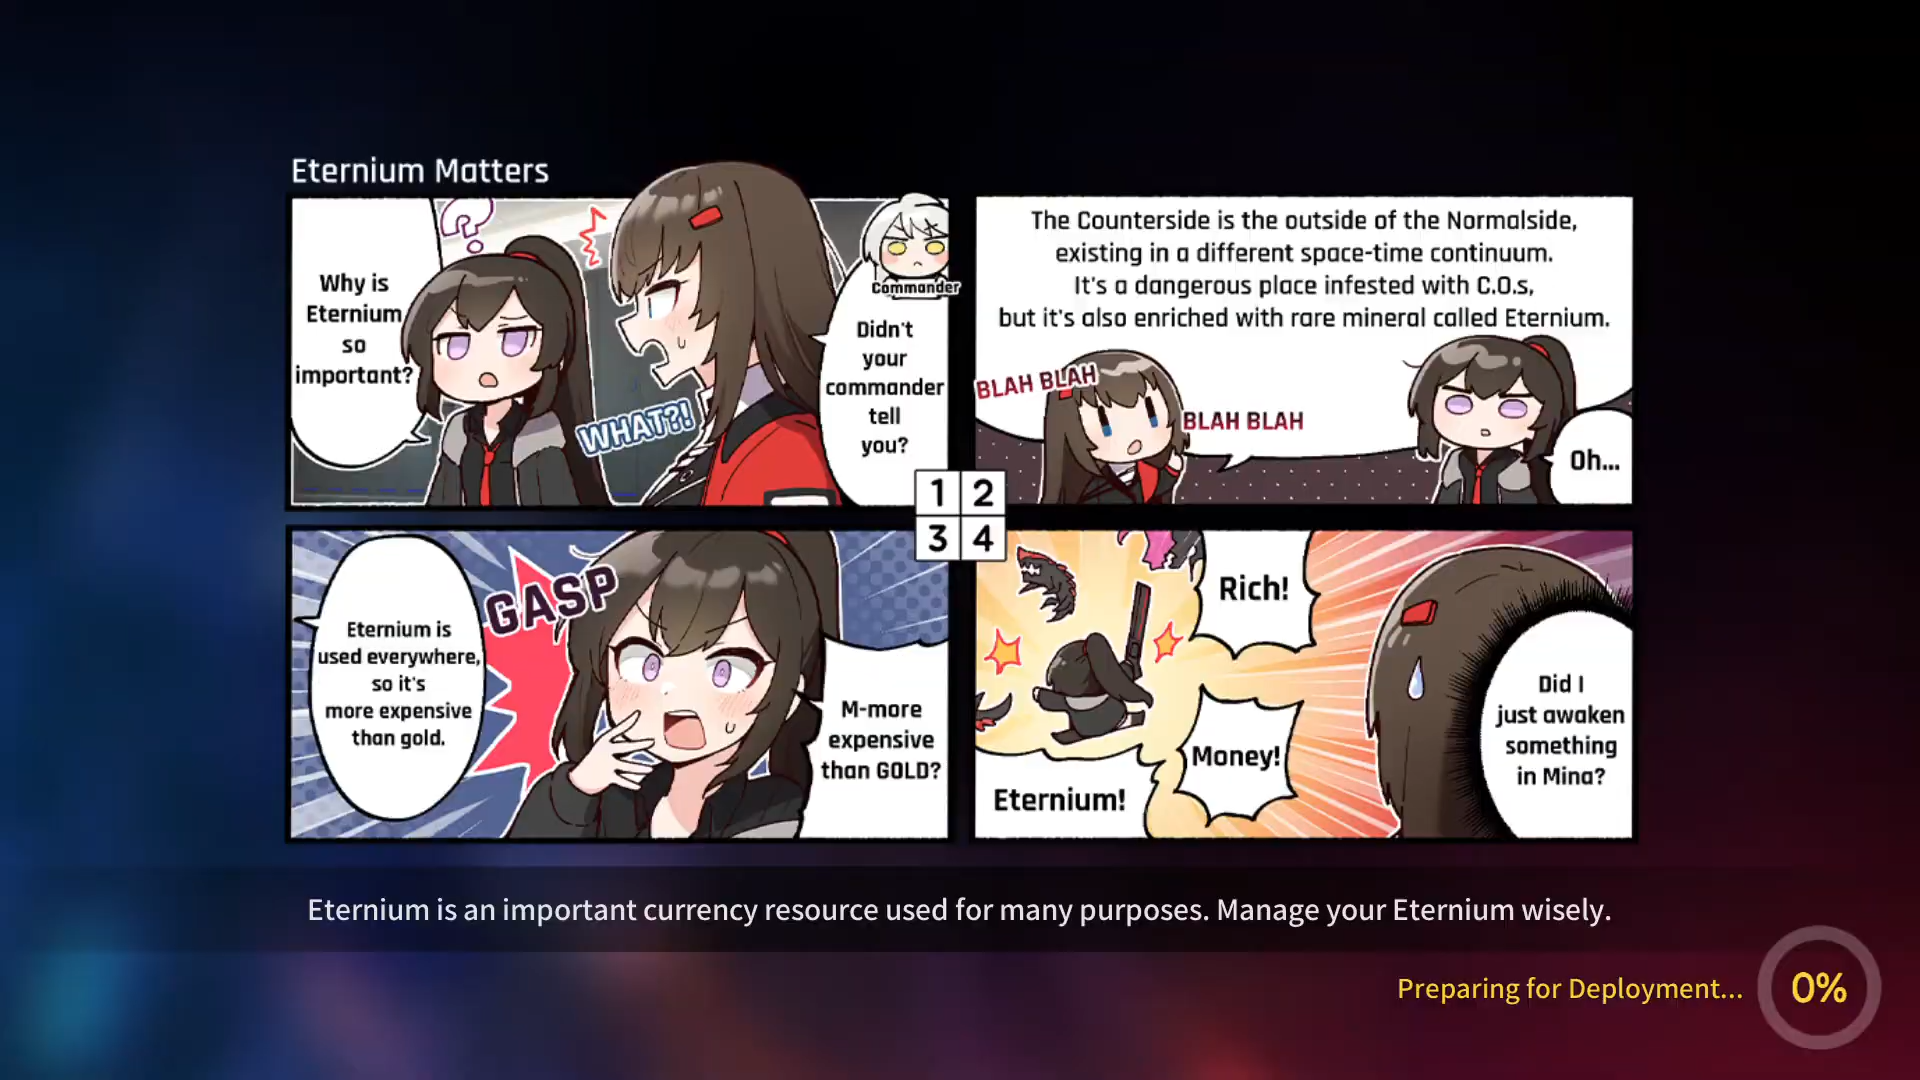 Eternium Matters
Why is
Eternium
so
important?
WHAT?!
Commander
Didn't
your
commander
tell
you?
The Counterside is the outside of the Normalside,
existing in a different space-time continuum.
It's a dangerous place infested with C.O.s,
but it's also enriched with rare mineral called Eternium.
BLAH BLAH
BLAH BLAH
Oh...
1 2
3 4
Eternium is
used everywhere,
so it's
more expensive
than gold.
GASP
M-more
expensive
than GOLD?
Rich!
Money!
Eternium!
Did I
just awaken
something
in Mina?
Eternium is an important currency resource used for many purposes. Manage your Eternium wisely.
Preparing for Deployment...
0%